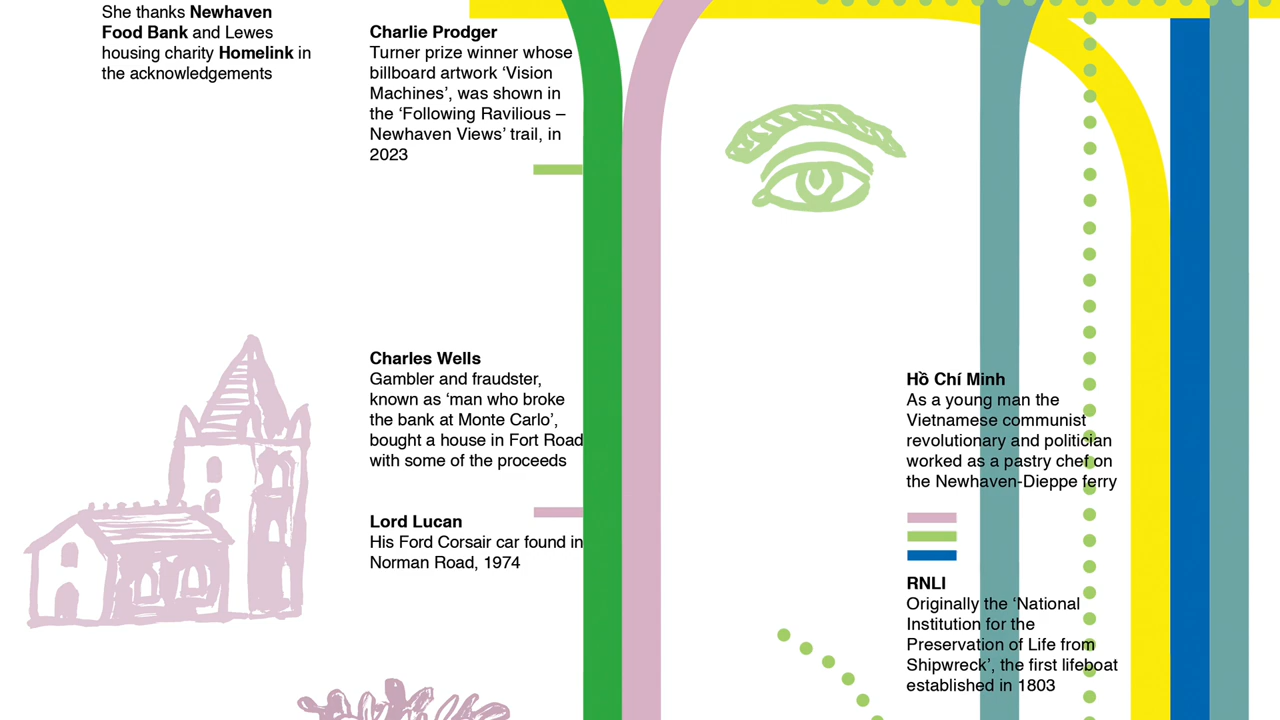 She thanks Newhaven
Food Bank and Lewes
housing charity Homelink in
the acknowledgements
Charlie Prodger
Turner prize winner whose
billboard artwork ‘Vision
Machines’, was shown in
the ‘Following Ravilious –
Newhaven Views’ trail, in
2023
Charles Wells
Gambler and fraudster,
known as ‘man who broke
the bank at Monte Carlo’,
bought a house in Fort Road
with some of the proceeds
Lord Lucan
His Ford Corsair car found in
Norman Road, 1974
Hồ Chí Minh
As a young man the
Vietnamese communist
revolutionary and politician
worked as a pastry chef on
the Newhaven-Dieppe ferry
RNLI
Originally the ‘National
Institution for the
Preservation of Life from
Shipwreck’, the first lifeboat
established in 1803